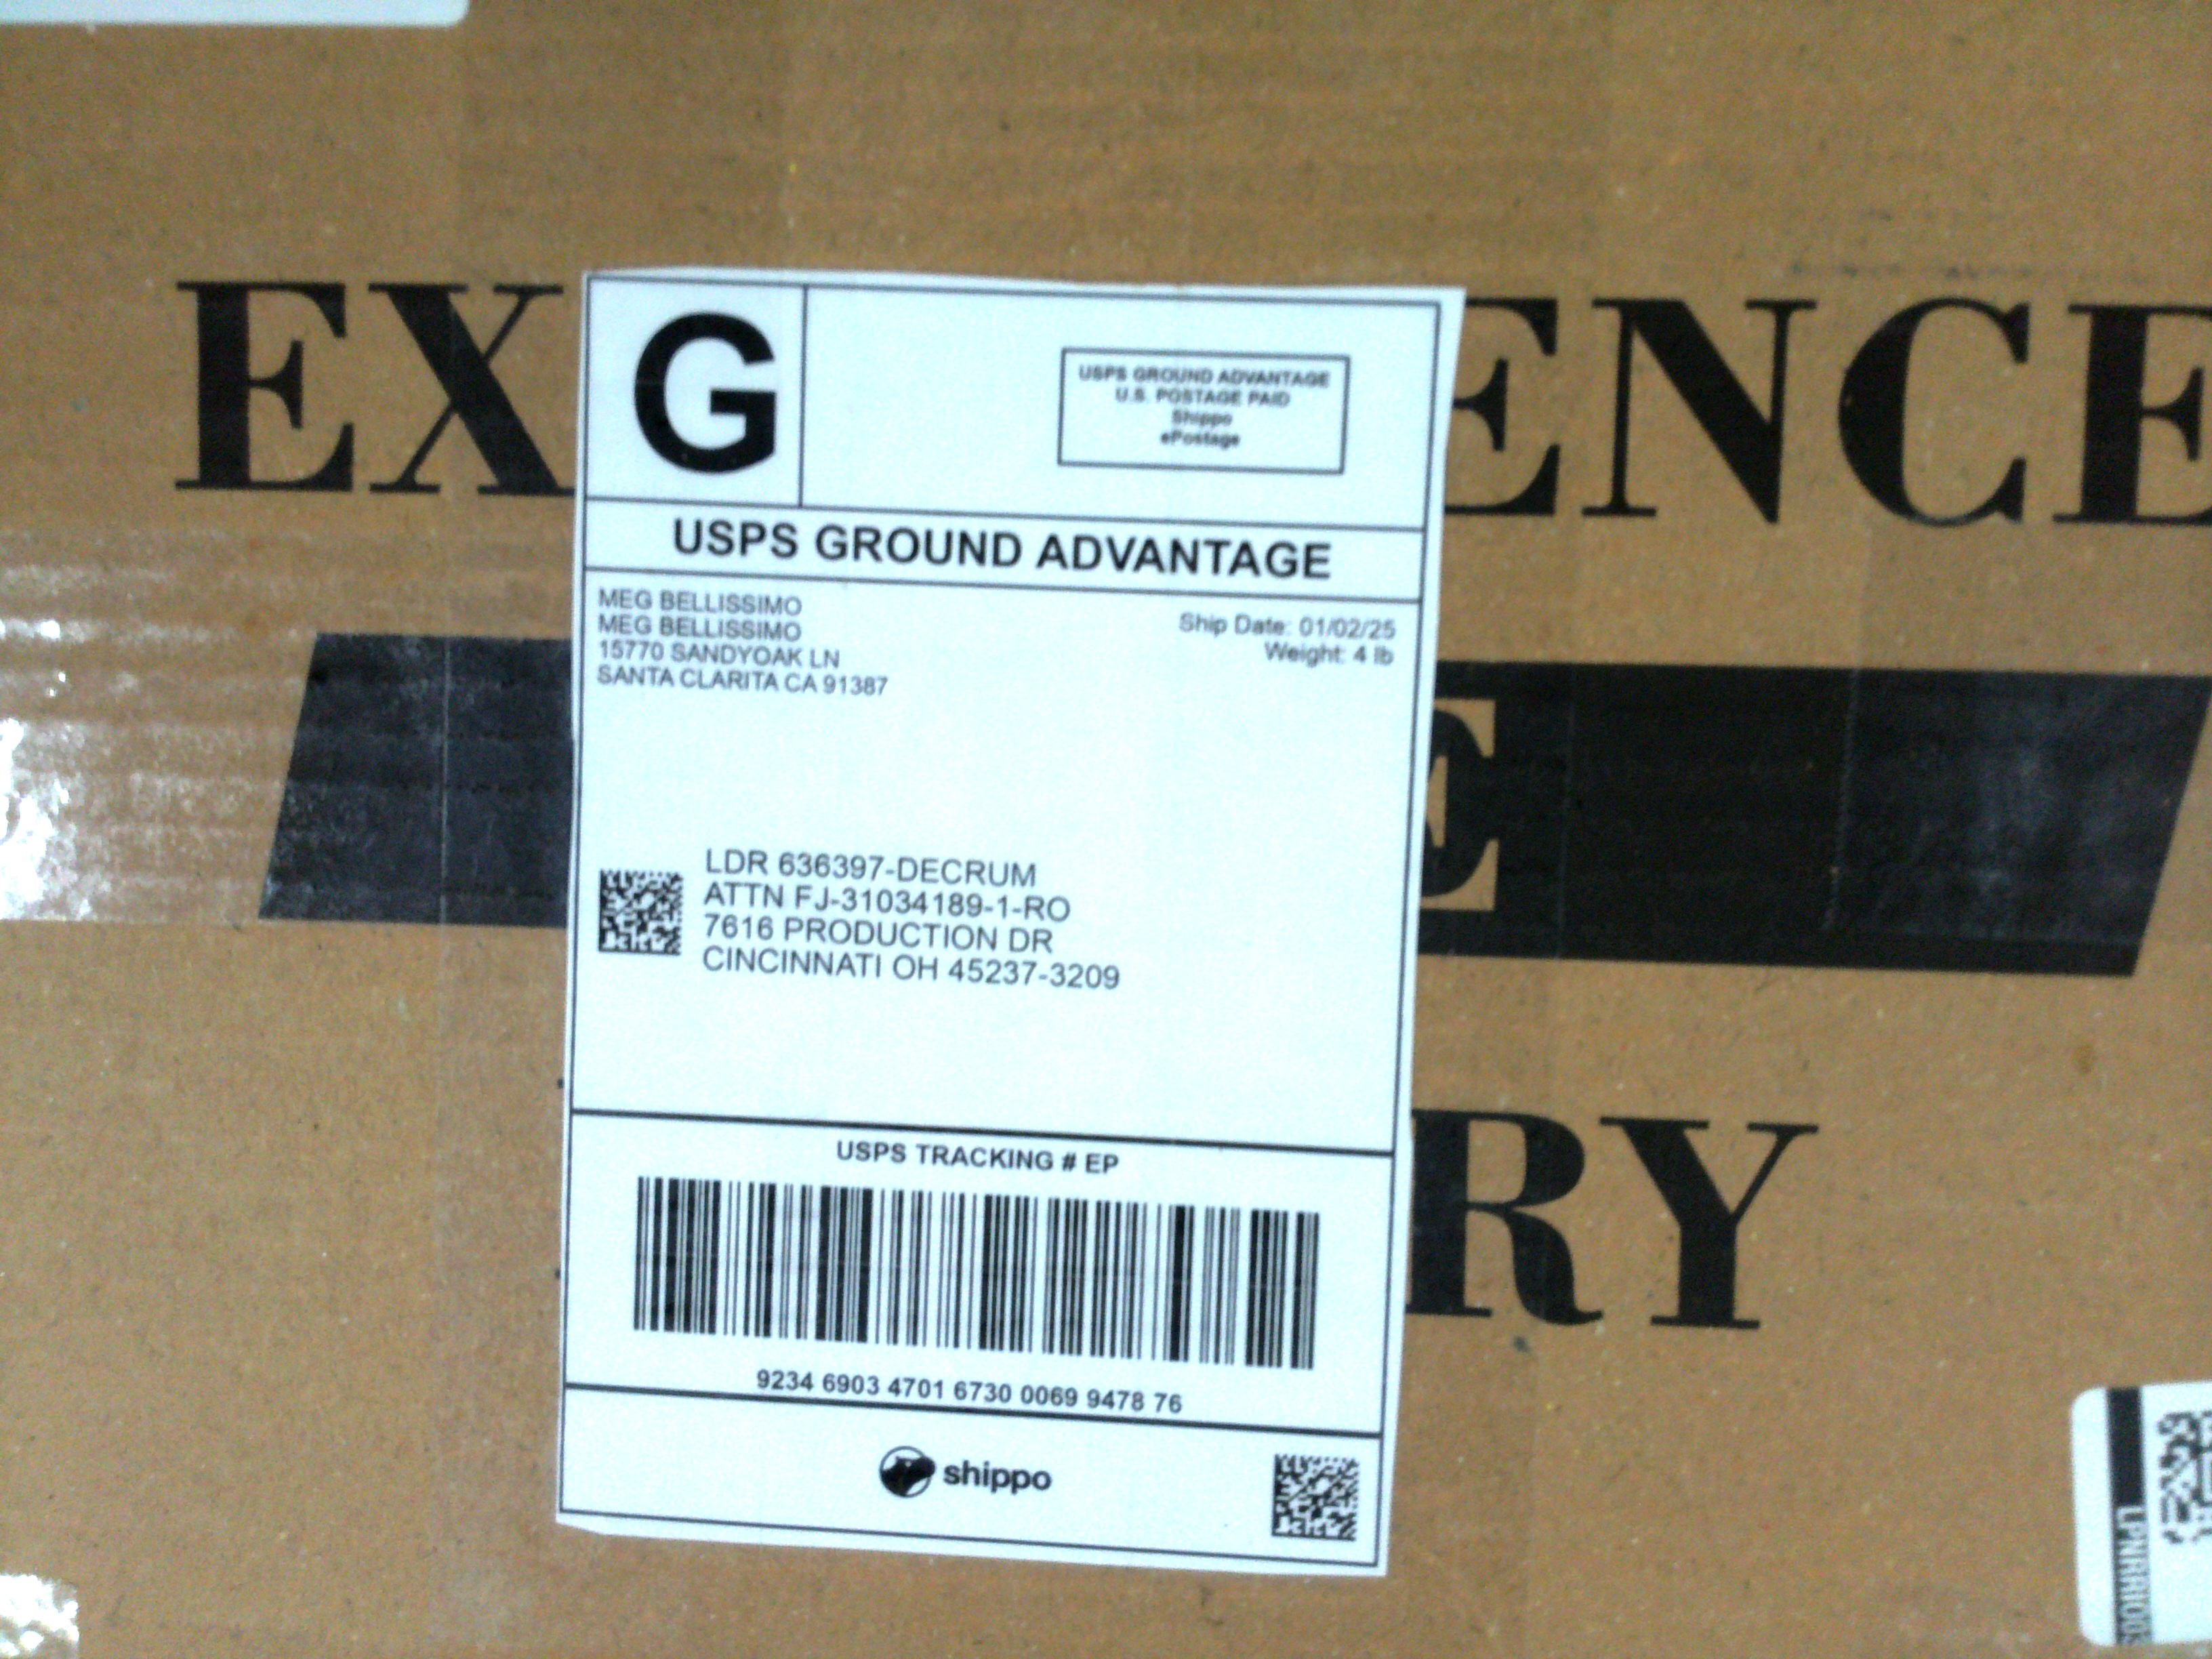 EX ENCE
G
USPS GROUND ADVANTAGE
U.S. POSTAGE PAID
Shippo
ePostage
USPS GROUND ADVANTAGE
MEG BELLISSIMO
MEG BELLISSIMO
15770 SANDYOAK LN
SANTA CLARITA CA 91387
Ship Date: 01/02/25
Weight: 4 lb
E
LDR 636397-DECRUM
ATTN FJ-31034189-1-RO
7616 PRODUCTION DR
CINCINNATI OH 45237-3209
RY
USPS TRACKING # EP
9234 6903 4701 6730 0069 9478 76
shippo